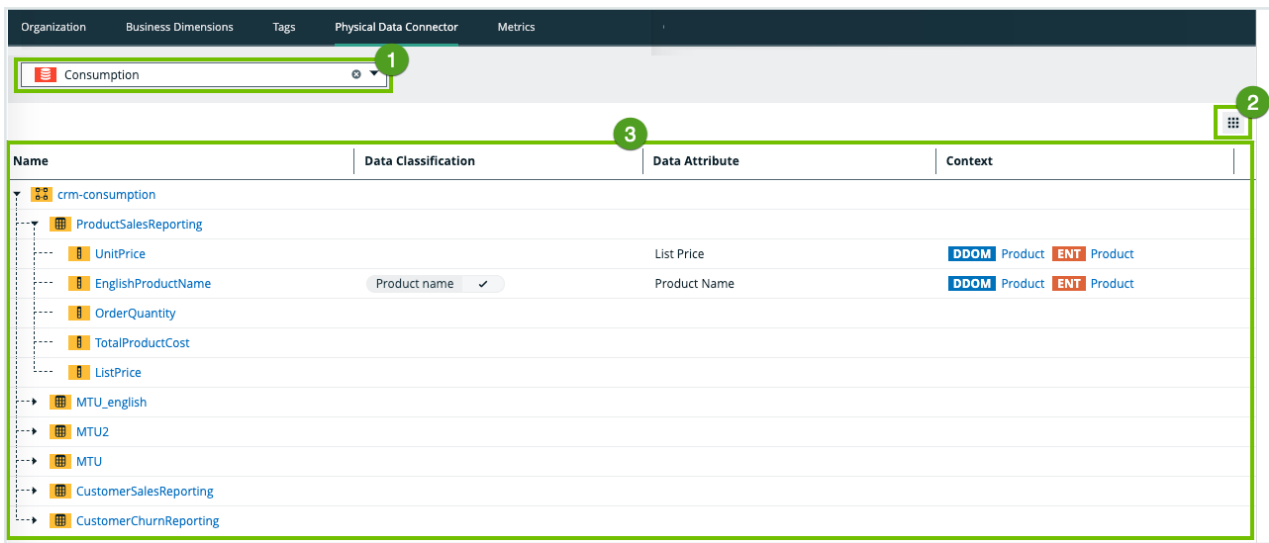 Organization Business Dimensions Tags Physical Data Connector Metrics
1
Consumption
2
3
Name Data Classification Data Attribute Context
crm-consumption
ProductSalesReporting
UnitPrice List Price DDOM Product ENT Product
EnglishProductName Product name Product Name DDOM Product ENT Product
OrderQuantity
TotalProductCost
ListPrice
MTU_english
MTU2
MTU
CustomerSalesReporting
CustomerChurnReporting